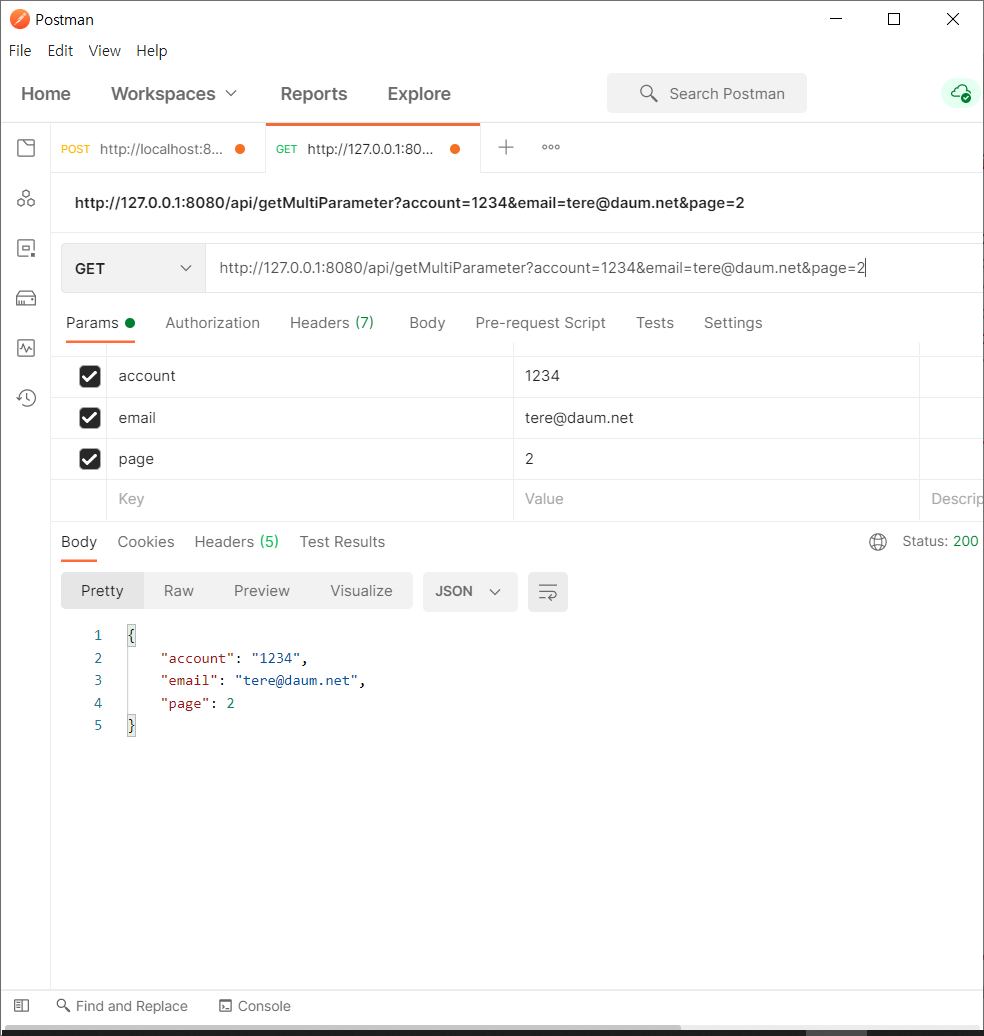 Postman
File Edit View Help
Home Workspaces Reports Explore Search Postman
POST http://localhost:8... GET http://127.0.0.1:80...
http://127.0.0.1:8080/api/getMultiParameter?account=1234&email=tere@daum.net&page=2
GET http://127.0.0.1:8080/api/getMultiParameter?account=1234&email=tere@daum.net&page=2
Params Authorization Headers (7) Body Pre-request Script Tests Settings
account 1234
email tere@daum.net
page 2
Key Value Descrip
Body Cookies Headers (5) Test Results Status: 200
Pretty Raw Preview Visualize JSON
1 {
2 "account": "1234",
3 "email": "tere@daum.net",
4 "page": 2
5 }
Find and Replace Console